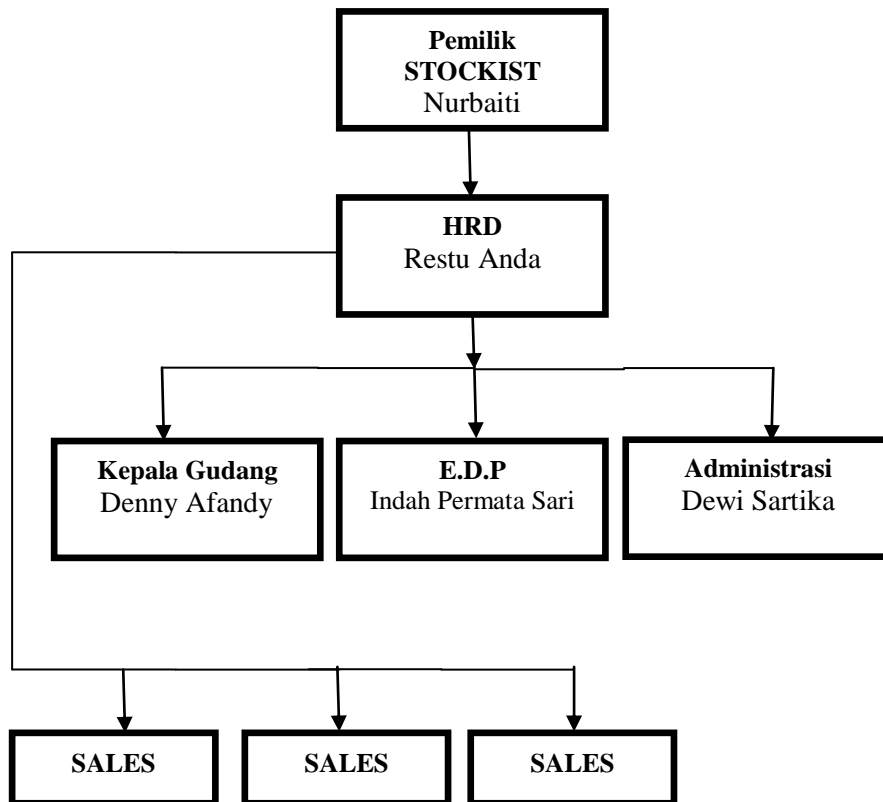 Pemilik
STOCKIST
Nurbaiti
HRD
Restu Anda
Kepala Gudang
Denny Afandy
E.D.P
Indah Permata Sari
Administrasi
Dewi Sartika
SALES
SALES
SALES